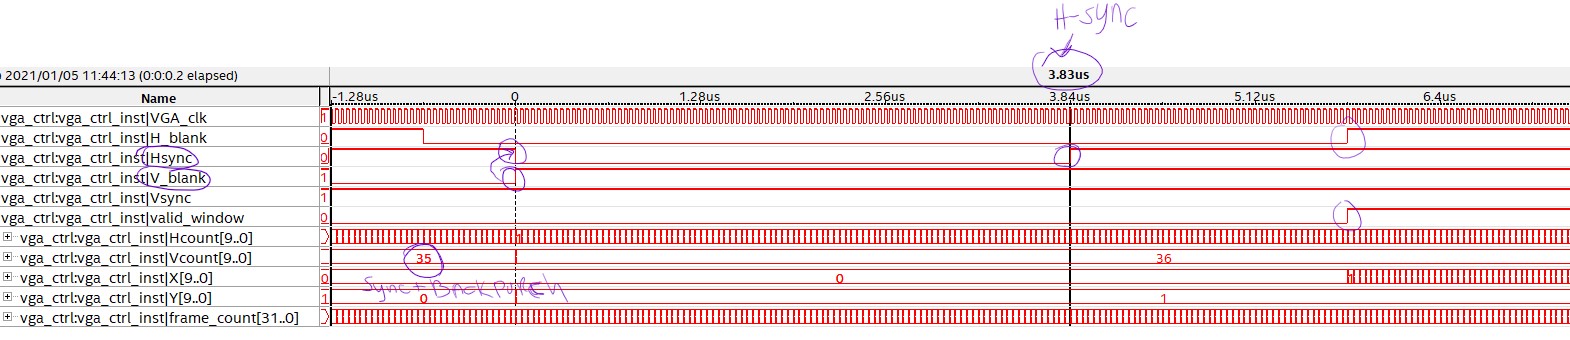 H-sync
2021/01/05 11:44:13 (0:0:0.2 elapsed)
3.83us
Name
-1.28us 0 1.28us 2.56us 3.84us 5.12us 6.4us
vga_ctrl:vga_ctrl_inst|VGA_clk 1
vga_ctrl:vga_ctrl_inst|H_blank 0
vga_ctrl:vga_ctrl_inst|Hsync 0
vga_ctrl:vga_ctrl_inst|V_blank 1
vga_ctrl:vga_ctrl_inst|Vsync 1
vga_ctrl:vga_ctrl_inst|valid_window 0
vga_ctrl:vga_ctrl_inst|Hcount[9..0] 1
vga_ctrl:vga_ctrl_inst|Vcount[9..0] 35 36
vga_ctrl:vga_ctrl_inst|X[9..0] 0 0 1
Sync+Back
vga_ctrl:vga_ctrl_inst|Y[9..0] 1 0 1
vga_ctrl:vga_ctrl_inst|frame_count[31..0]